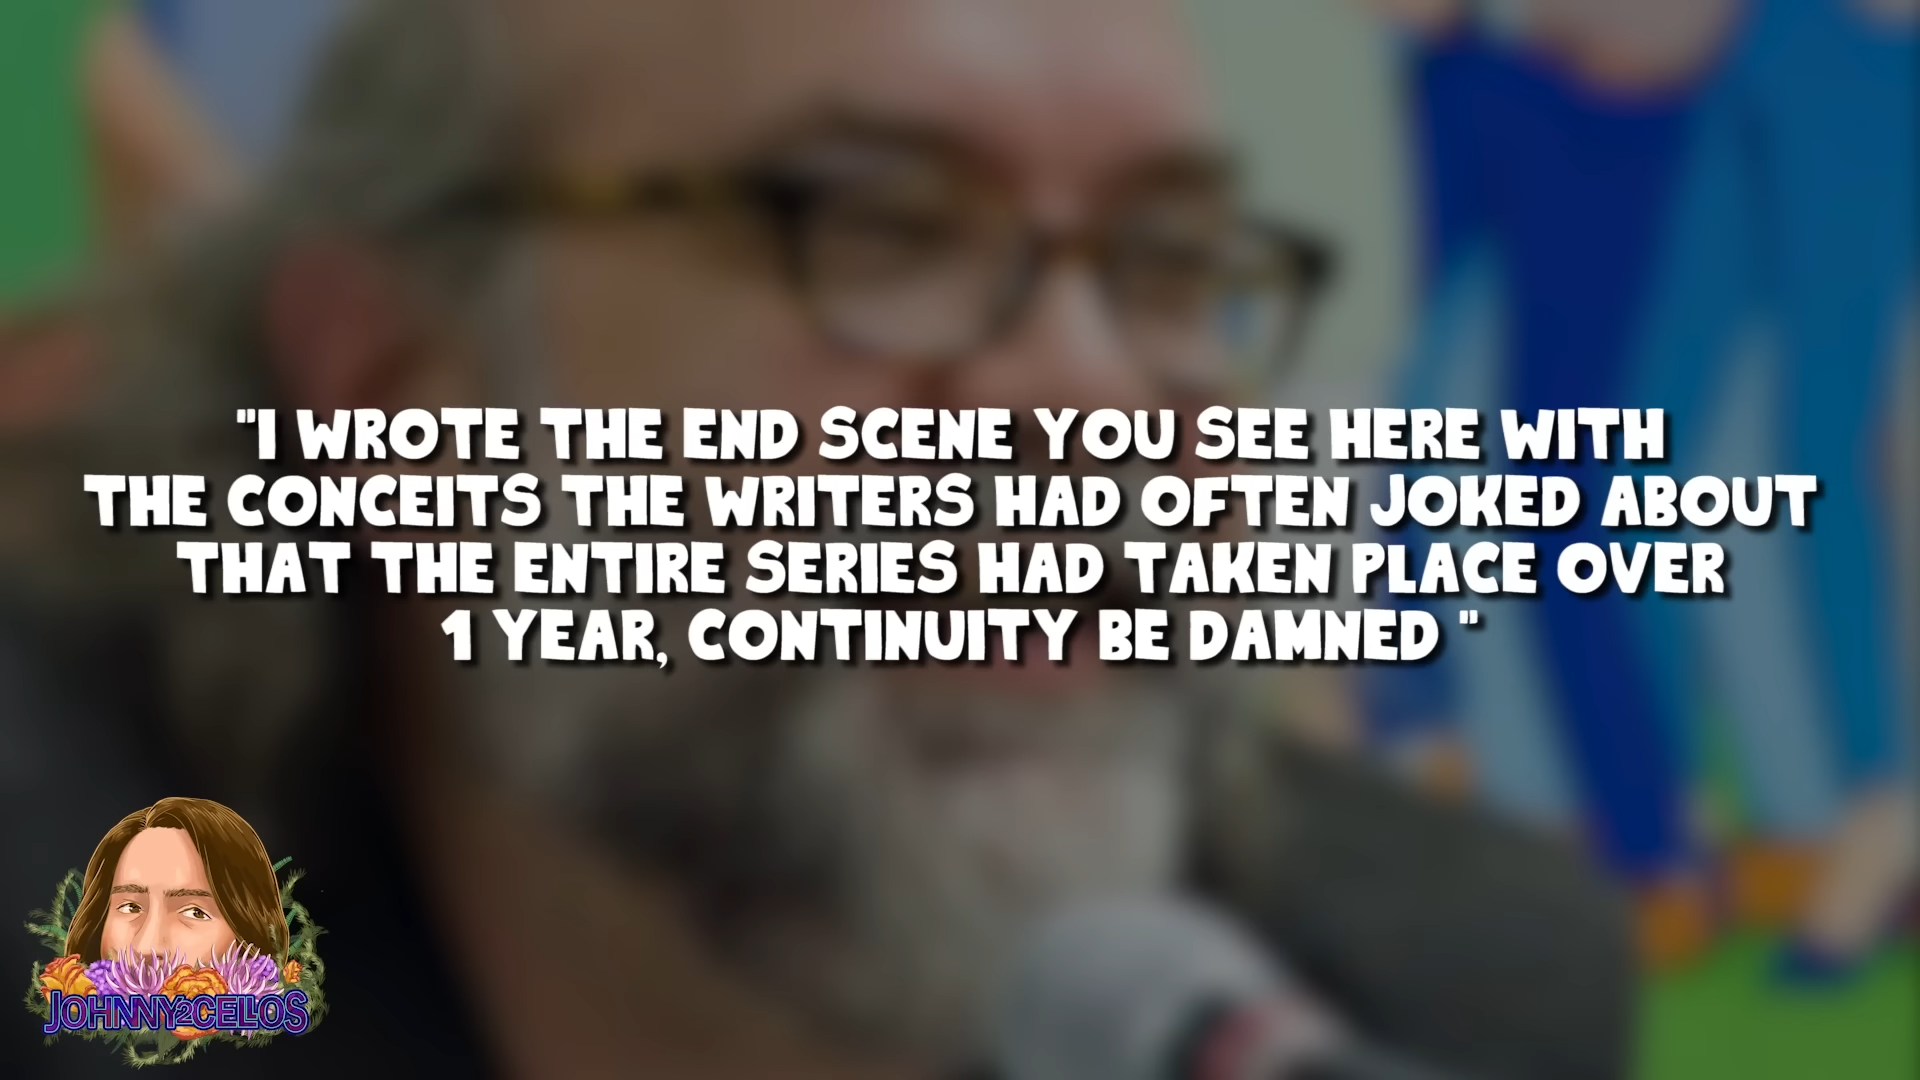 "I WROTE THE END SCENE YOU SEE HERE WITH
THE CONCEITS THE WRITERS HAD OFTEN JOKED ABOUT
THAT THE ENTIRE SERIES HAD TAKEN PLACE OVER
1 YEAR, CONTINUITY BE DAMNED "
JOHNNY2CELLOS